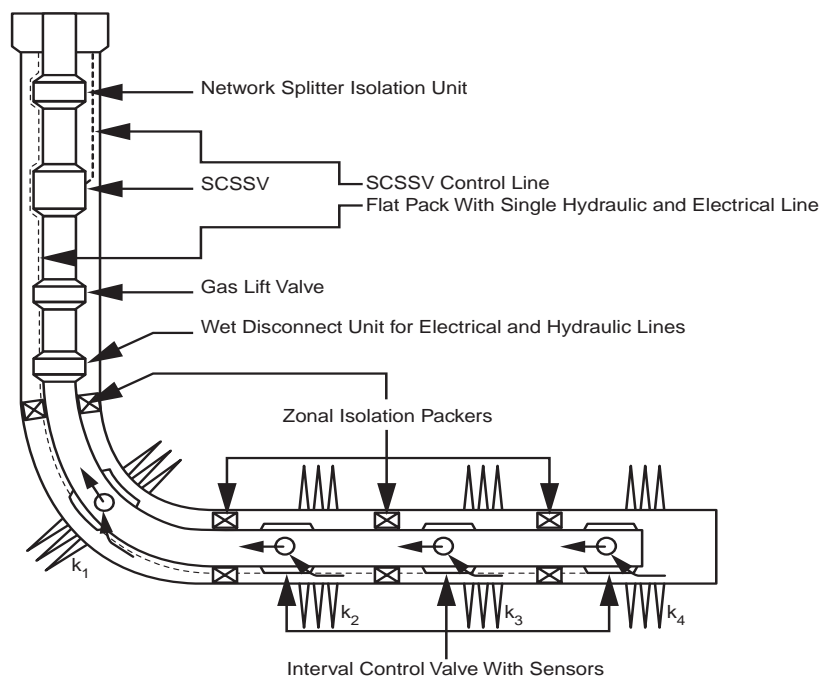 Network Splitter Isolation Unit
SCSSV
SCSSV Control Line
Flat Pack With Single Hydraulic and Electrical Line
Gas Lift Valve
Wet Disconnect Unit for Electrical and Hydraulic Lines
Zonal Isolation Packers
k1
k2
k3
k4
Interval Control Valve With Sensors